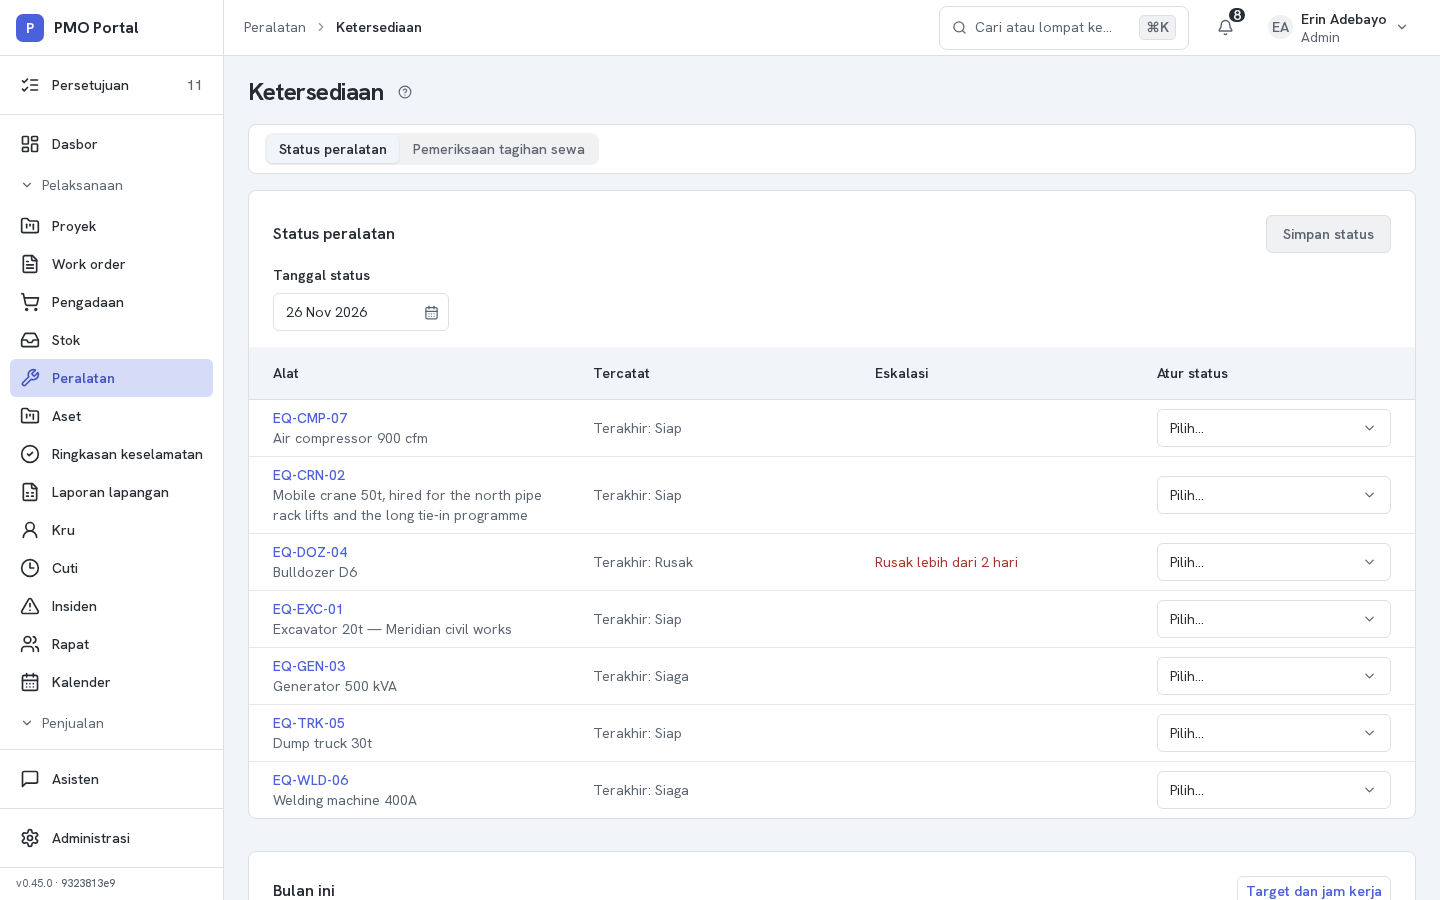 P PMO Portal
Peralatan > Ketersediaan
Cari atau lompat ke... ⌘K
8
EA Erin Adebayo
Admin
Persetujuan 11
Dasbor
Pelaksanaan
Proyek
Work order
Pengadaan
Stok
Peralatan
Aset
Ringkasan keselamatan
Laporan lapangan
Kru
Cuti
Insiden
Rapat
Kalender
Penjualan
Asisten
Administrasi
v0.45.0 · 9323813e9
Ketersediaan
Status peralatan Pemeriksaan tagihan sewa
Status peralatan Simpan status
Tanggal status
26 Nov 2026
Alat Tercatat Eskalasi Atur status
EQ-CMP-07
Air compressor 900 cfm Terakhir: Siap Pilih...
EQ-CRN-02
Mobile crane 50t, hired for the north pipe Terakhir: Siap Pilih...
rack lifts and the long tie-in programme
EQ-DOZ-04
Bulldozer D6 Terakhir: Rusak Rusak lebih dari 2 hari Pilih...
EQ-EXC-01
Excavator 20t — Meridian civil works Terakhir: Siap Pilih...
EQ-GEN-03
Generator 500 kVA Terakhir: Siaga Pilih...
EQ-TRK-05
Dump truck 30t Terakhir: Siap Pilih...
EQ-WLD-06
Welding machine 400A Terakhir: Siaga Pilih...
Bulan ini Target dan jam kerja